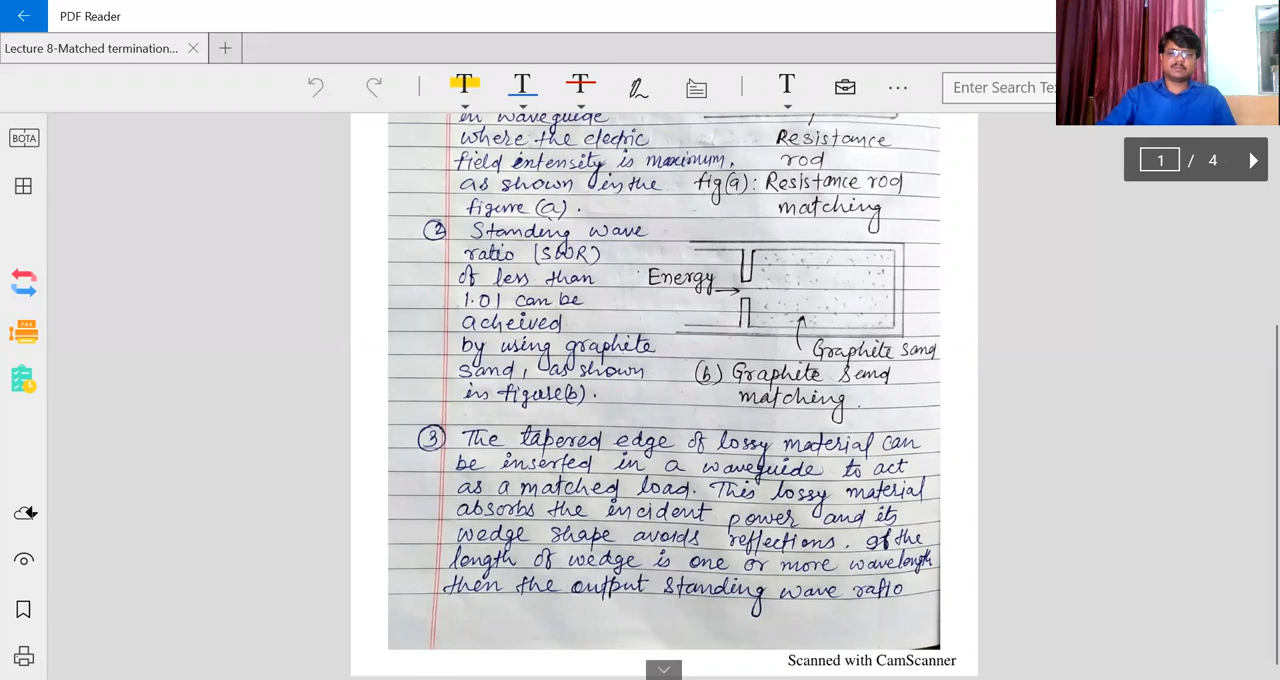 PDF Reader
Lecture 8-Matched termination...
Enter Search Te
BOTA
1 / 4
in waveguide
where the electric
field intensity is maximum,
as shown in the
figure (a).
Resistance
rod
fig(a): Resistance rod
matching
② Standing wave
ratio (SWR)
of less than
1.01 can be
acheived
by using graphite
sand, as shown
in figure(b).
Energy
Graphite sand
(b) Graphite Send
matching.
③ The tapered edge of lossy material can
be inserted in a waveguide to act
as a matched load. This lossy material
absorbs the incident power and its
wedge shape avoids reflections. If the
length of wedge is one or more wavelength
then the output standing wave ratio
Scanned with CamScanner